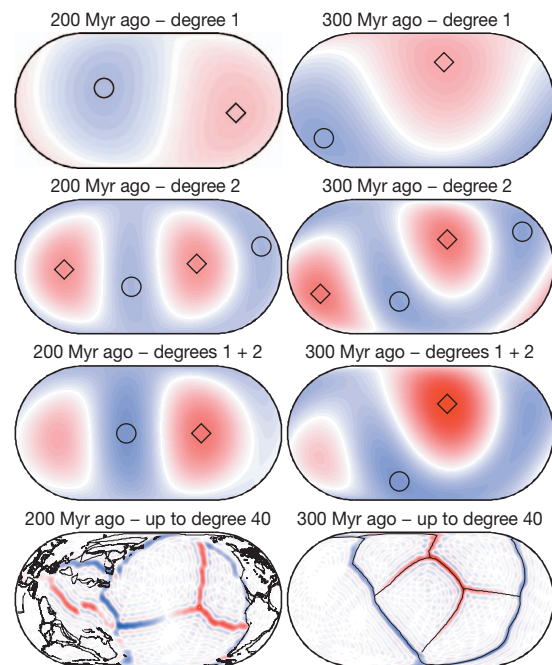 200 Myr ago – degree 1
300 Myr ago – degree 1
200 Myr ago – degree 2
300 Myr ago – degree 2
200 Myr ago – degrees 1 + 2
300 Myr ago – degrees 1 + 2
200 Myr ago – up to degree 40
300 Myr ago – up to degree 40